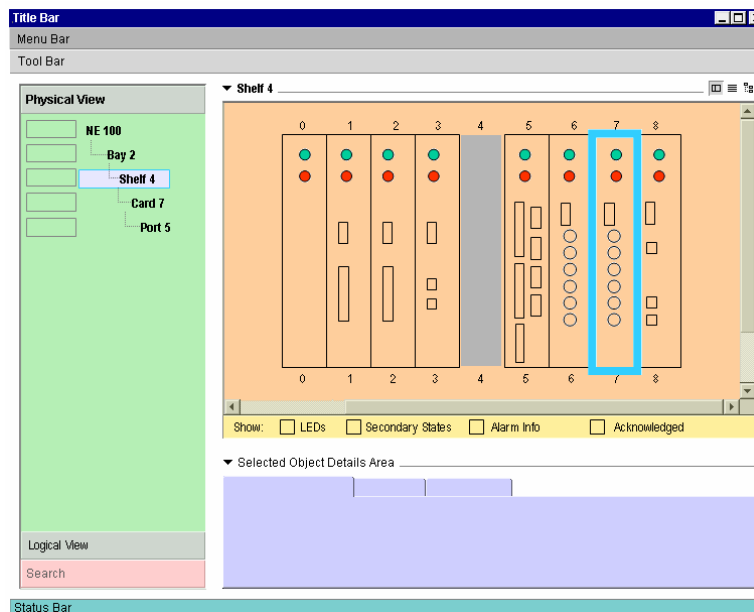 Title Bar
Menu Bar
Tool Bar
Physical View
NE 100
Bay 2
Shelf 4
Card 7
Port 5
Logical View
Search
Shelf 4
0 1 2 3 4 5 6 7 8
0 1 2 3 4 5 6 7 8
Show: LEDs Secondary States Alarm Info Acknowledged
Selected Object Details Area
Status Bar